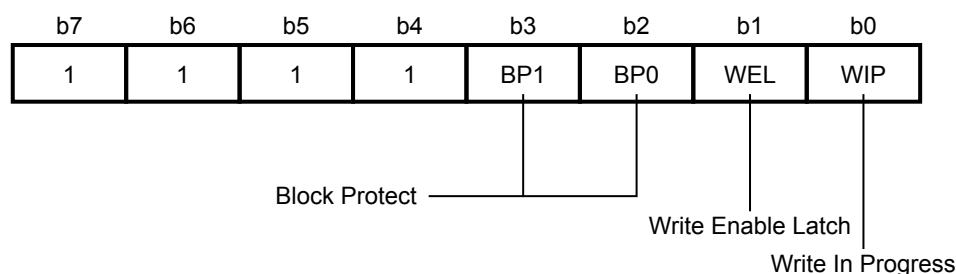 b7 b6 b5 b4 b3 b2 b1 b0
1 1 1 1 BP1 BP0 WEL WIP
Block Protect
Write Enable Latch
Write In Progress